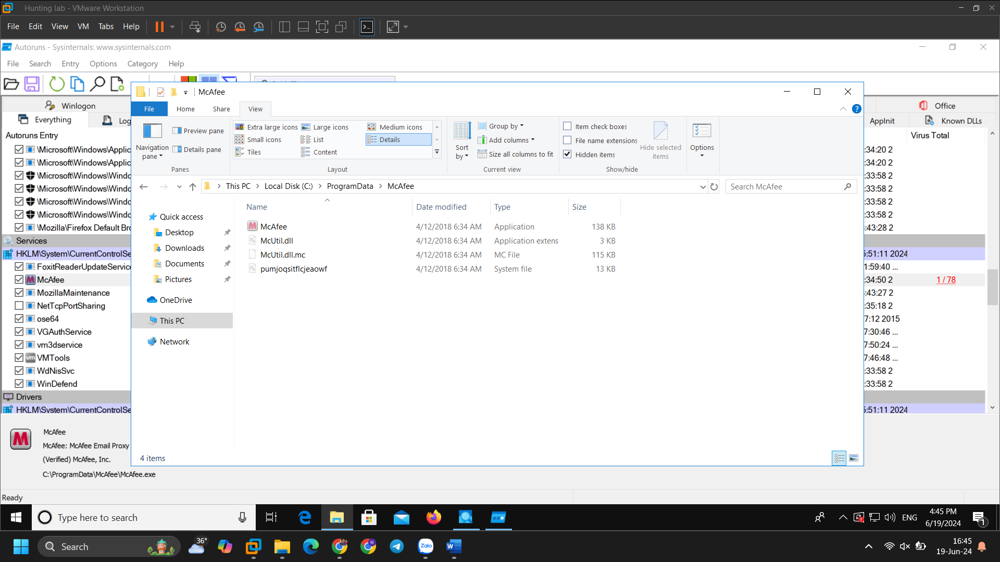 Hunting lab - VMware Workstation
File Edit View VM Tabs Help
Autoruns - Sysinternals: www.sysinternals.com
File Search Entry Options Category Help
McAfee
Winlogon
Office
File Home Share View
Everything
AppInit
Known DLLs
Autoruns Entry
Virus Total
Navigation pane
Preview pane
Details pane
Panes
Extra large icons Large icons Medium icons
Small icons List Details
Tiles Content
Layout
Sort by
Group by
Add columns
Size all columns to fit
Current view
Item check boxes
File name extensions
Hidden items
Hide selected items
Show/hide
Options
This PC Local Disk (C:) ProgramData McAfee
Search McAfee
Name Date modified Type Size
McAfee 4/12/2018 6:34 AM Application 138 KB
McUtil.dll 4/12/2018 6:34 AM Application extens 3 KB
McUtil.dll.mc 4/12/2018 6:34 AM MC File 115 KB
pumjoqsitflcjeaowf 4/12/2018 6:34 AM System file 13 KB
Quick access
Desktop
Downloads
Documents
Pictures
OneDrive
This PC
Network
4 items
\Microsoft\Windows\Applic :34:20 2
\Microsoft\Windows\Applic :34:20 2
\Microsoft\Windows\Windo :33:58 2
\Microsoft\Windows\Windo :33:58 2
\Microsoft\Windows\Windo :33:58 2
\Microsoft\Windows\Windo :33:58 2
\Mozilla\Firefox Default Bro :43:28 2
Services
HKLM\System\CurrentControlSe 5:51:11 2024
FoxitReaderUpdateService 1:59:40 ...
McAfee :34:50 2 1 / 78
MozillaMaintenance :43:27 2
NetTcpPortSharing :35:18 2
ose64 7:12 2015
VGAuthService 7:30:46 ...
vm3dservice 7:50:24 ...
VMTools 7:46:48 ...
WdNisSvc :33:58 2
WinDefend :33:58 2
Drivers
HKLM\System\CurrentControlSe 5:51:11 2024
McAfee
McAfee: McAfee Email Proxy
(Verified) McAfee, Inc.
C:\ProgramData\McAfee\McAfee.exe
Ready
Type here to search
ENG
4:45 PM
6/19/2024
1
Search
36°
Zalo
16:45
19-Jun-24